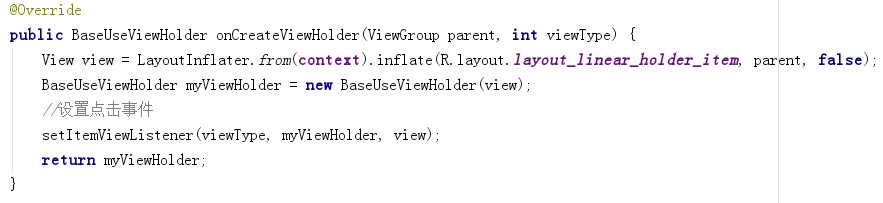 @Override
public BaseUseViewHolder onCreateViewHolder(ViewGroup parent, int viewType) {
View view = LayoutInflater.from(context).inflate(R.layout.layout_linear_holder_item, parent, false);
BaseUseViewHolder myViewHolder = new BaseUseViewHolder(view);
//设置点击事件
setItemViewListener(viewType, myViewHolder, view);
return myViewHolder;
}